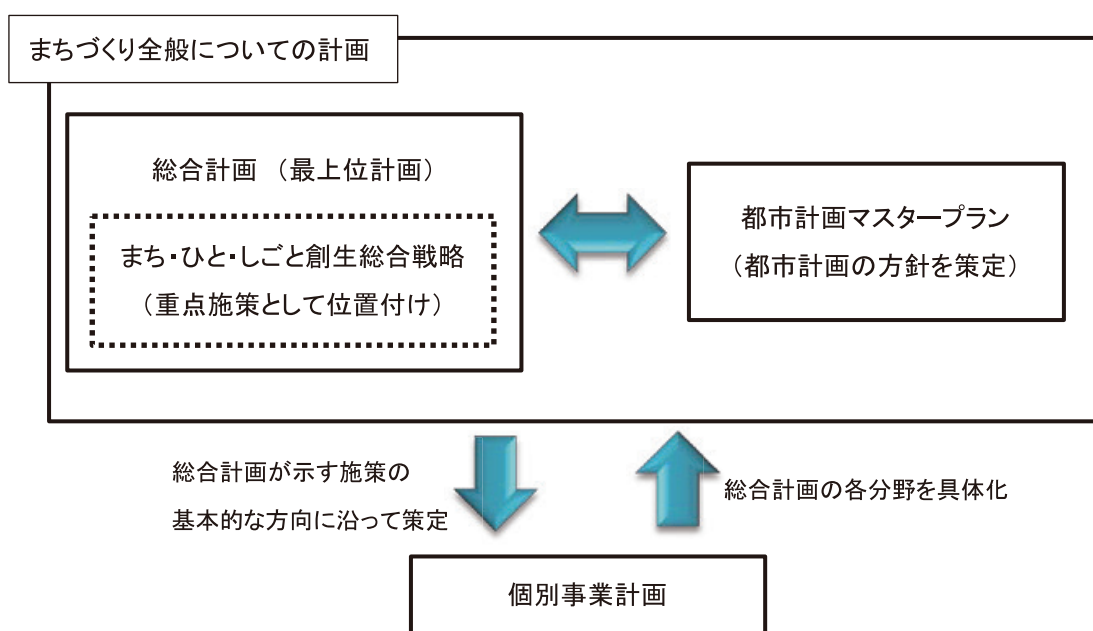 まちづくり全般についての計画
総合計画 (最上位計画)
まち・ひと・しごと創生総合戦略
(重点施策として位置付け)
都市計画マスタープラン
(都市計画の方針を策定)
総合計画が示す施策の
基本的な方向に沿って策定
総合計画の各分野を具体化
個別事業計画